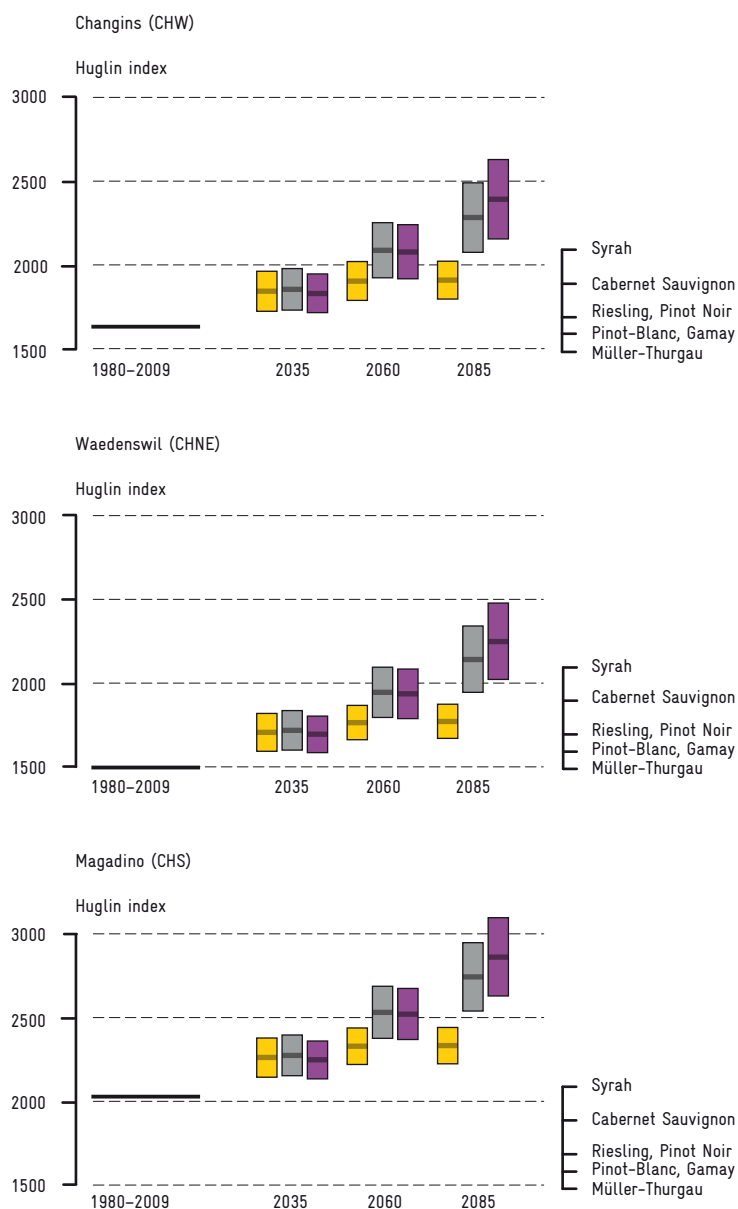 Changins (CHW)
Huglin index
3000
2500
2000
1500
Syrah
Cabernet Sauvignon
Riesling, Pinot Noir
Pinot-Blanc, Gamay
Müller-Thurgau
1980–2009 2035 2060 2085
Waedenswil (CHNE)
Huglin index
3000
2500
2000
1500
Syrah
Cabernet Sauvignon
Riesling, Pinot Noir
Pinot-Blanc, Gamay
Müller-Thurgau
1980–2009 2035 2060 2085
Magadino (CHS)
Huglin index
3000
2500
2000
1500
Syrah
Cabernet Sauvignon
Riesling, Pinot Noir
Pinot-Blanc, Gamay
Müller-Thurgau
1980–2009 2035 2060 2085